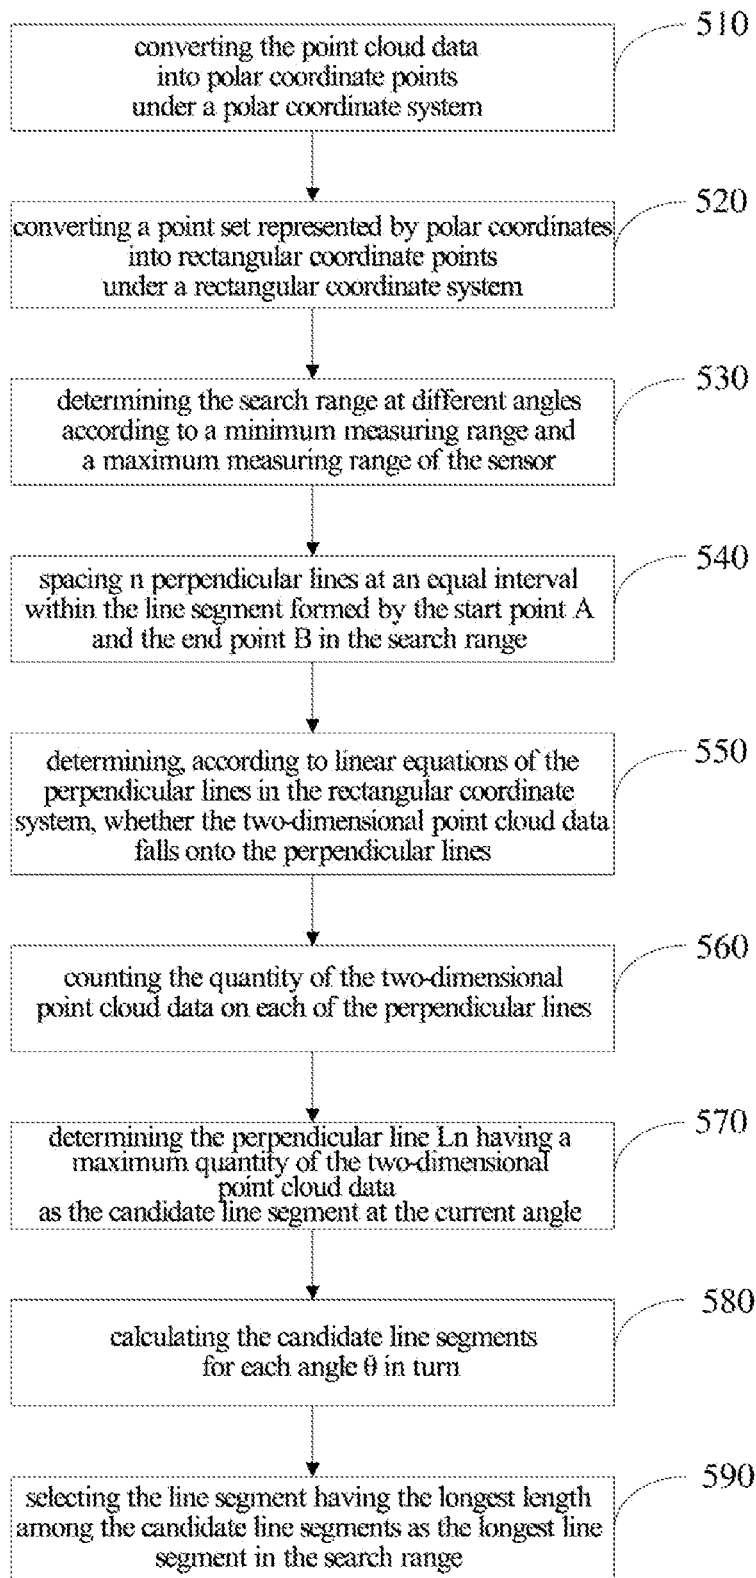 510
converting the point cloud data
into polar coordinate points
under a polar coordinate system
520
converting a point set represented by polar coordinates
into rectangular coordinate points
under a rectangular coordinate system
530
determining the search range at different angles
according to a minimum measuring range and
a maximum measuring range of the sensor
540
spacing n perpendicular lines at an equal interval
within the line segment formed by the start point A
and the end point B in the search range
550
determining, according to linear equations of the
perpendicular lines in the rectangular coordinate
system, whether the two-dimensional point cloud data
falls onto the perpendicular lines
560
counting the quantity of the two-dimensional
point cloud data on each of the perpendicular lines
570
determining the perpendicular line Ln having a
maximum quantity of the two-dimensional
point cloud data
as the candidate line segment at the current angle
580
calculating the candidate line segments
for each angle θ in turn
590
selecting the line segment having the longest length
among the candidate line segments as the longest line
segment in the search range